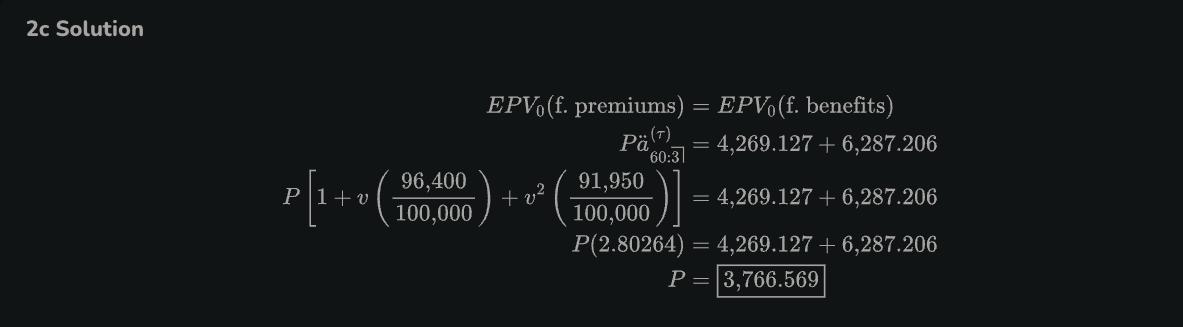 2c Solution
EPV₀(f. premiums) = EPV₀(f. benefits)
Pä^{(τ)}_{60:3̅|} = 4,269.127 + 6,287.206
P[1 + v(96,400/100,000) + v²(91,950/100,000)] = 4,269.127 + 6,287.206
P(2.80264) = 4,269.127 + 6,287.206
P = 3,766.569